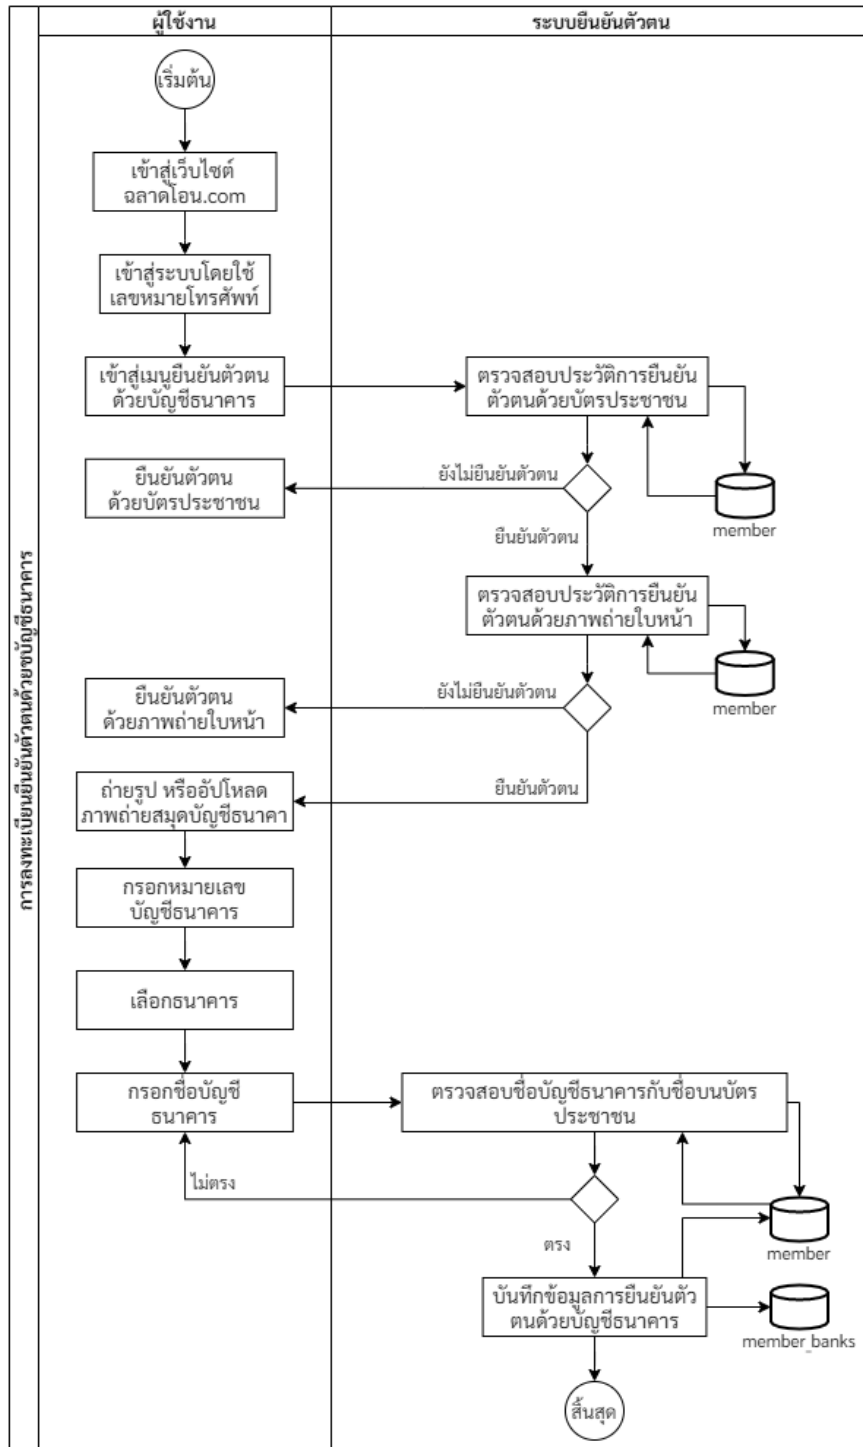 ผู้ใช้งาน
ระบบยืนยันตัวตน
การลงทะเบียนยืนยันตัวตนด้วยชบัญชีธนาคาร
เริ่มต้น
เข้าสู่เว็บไซต์
ฉลาดโอน.com
เข้าสู่ระบบโดยใช้
เลขหมายโทรศัพท์
เข้าสู่เมนูยืนยันตัวตน
ด้วยบัญชีธนาคาร
ตรวจสอบประวัติการยืนยัน
ตัวตนด้วยบัตรประชาชน
ยืนยันตัวตน
ด้วยบัตรประชาชน
ยังไม่ยืนยันตัวตน
member
ยืนยันตัวตน
ตรวจสอบประวัติการยืนยัน
ตัวตนด้วยภาพถ่ายใบหน้า
ยืนยันตัวตน
ด้วยภาพถ่ายใบหน้า
ยังไม่ยืนยันตัวตน
member
ถ่ายรูป หรืออัปโหลด
ภาพถ่ายสมุดบัญชีธนาคา
ยืนยันตัวตน
กรอกหมายเลข
บัญชีธนาคาร
เลือกธนาคาร
กรอกชื่อบัญชี
ธนาคาร
ตรวจสอบชื่อบัญชีธนาคารกับชื่อบนบัตร
ประชาชน
ไม่ตรง
ตรง
member
บันทึกข้อมูลการยืนยันตัว
ตนด้วยบัญชีธนาคาร
member_banks
สิ้นสุด